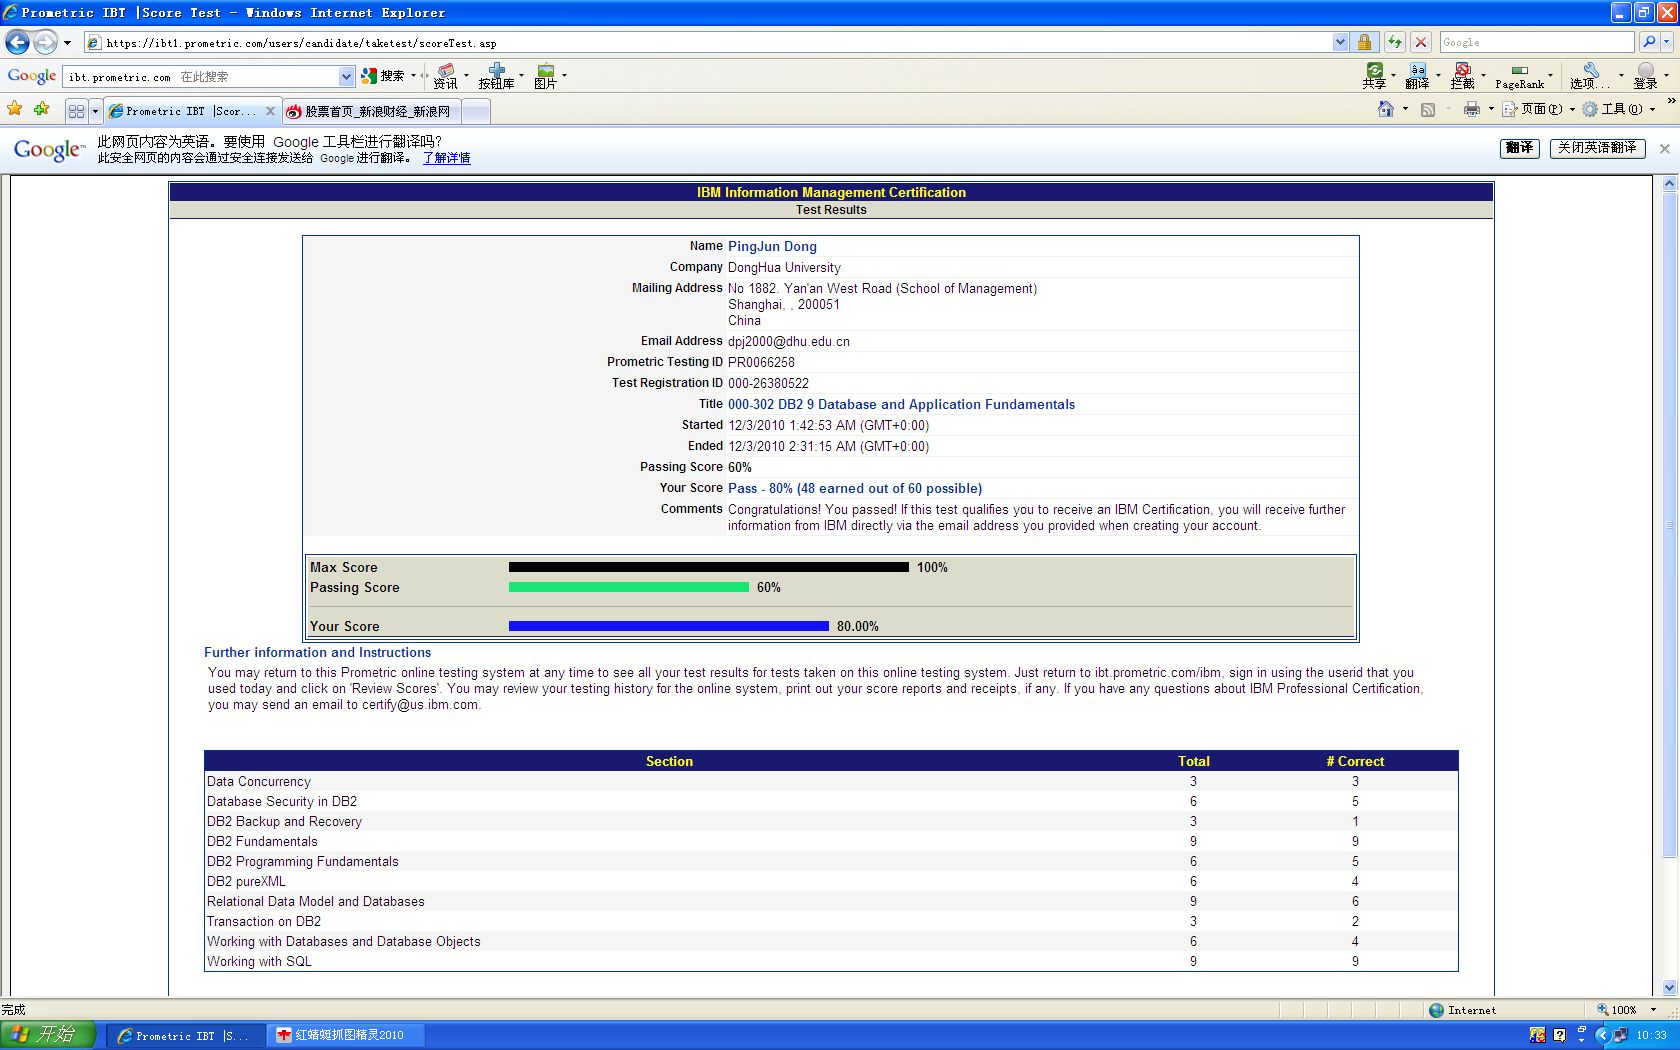 Prometric IBT |Score Test - Windows Internet Explorer
https://ibt1.prometric.com/users/candidate/taketest/scoreTest.asp
Google
Google ibt.prometric.com 在此搜索 搜索 资讯 按钮库 图片 共享 翻译 拦截 PageRank 选项... 登录
Prometric IBT |Scor... 股票首页_新浪财经_新浪网 页面(P) 工具(O)
Google™ 此网页内容为英语。要使用 Google 工具栏进行翻译吗? 翻译 关闭英语翻译
此安全网页的内容会通过安全连接发送给 Google 进行翻译。 了解详情
IBM Information Management Certification
Test Results
Name PingJun Dong
Company DongHua University
Mailing Address No 1882. Yan'an West Road (School of Management)
Shanghai, , 200051
China
Email Address dpj2000@dhu.edu.cn
Prometric Testing ID PR0066258
Test Registration ID 000-26380522
Title 000-302 DB2 9 Database and Application Fundamentals
Started 12/3/2010 1:42:53 AM (GMT+0:00)
Ended 12/3/2010 2:31:15 AM (GMT+0:00)
Passing Score 60%
Your Score Pass - 80% (48 earned out of 60 possible)
Comments Congratulations! You passed! If this test qualifies you to receive an IBM Certification, you will receive further
information from IBM directly via the email address you provided when creating your account.
Max Score 100%
Passing Score 60%
Your Score 80.00%
Further information and Instructions
You may return to this Prometric online testing system at any time to see all your test results for tests taken on this online testing system. Just return to ibt.prometric.com/ibm, sign in using the userid that you
used today and click on 'Review Scores'. You may review your testing history for the online system, print out your score reports and receipts, if any. If you have any questions about IBM Professional Certification,
you may send an email to certify@us.ibm.com.
Section Total # Correct
Data Concurrency 3 3
Database Security in DB2 6 5
DB2 Backup and Recovery 3 1
DB2 Fundamentals 9 9
DB2 Programming Fundamentals 6 5
DB2 pureXML 6 4
Relational Data Model and Databases 9 6
Transaction on DB2 3 2
Working with Databases and Database Objects 6 4
Working with SQL 9 9
完成 Internet 100%
开始 Prometric IBT |S... 红蜻蜓抓图精灵2010 10:33